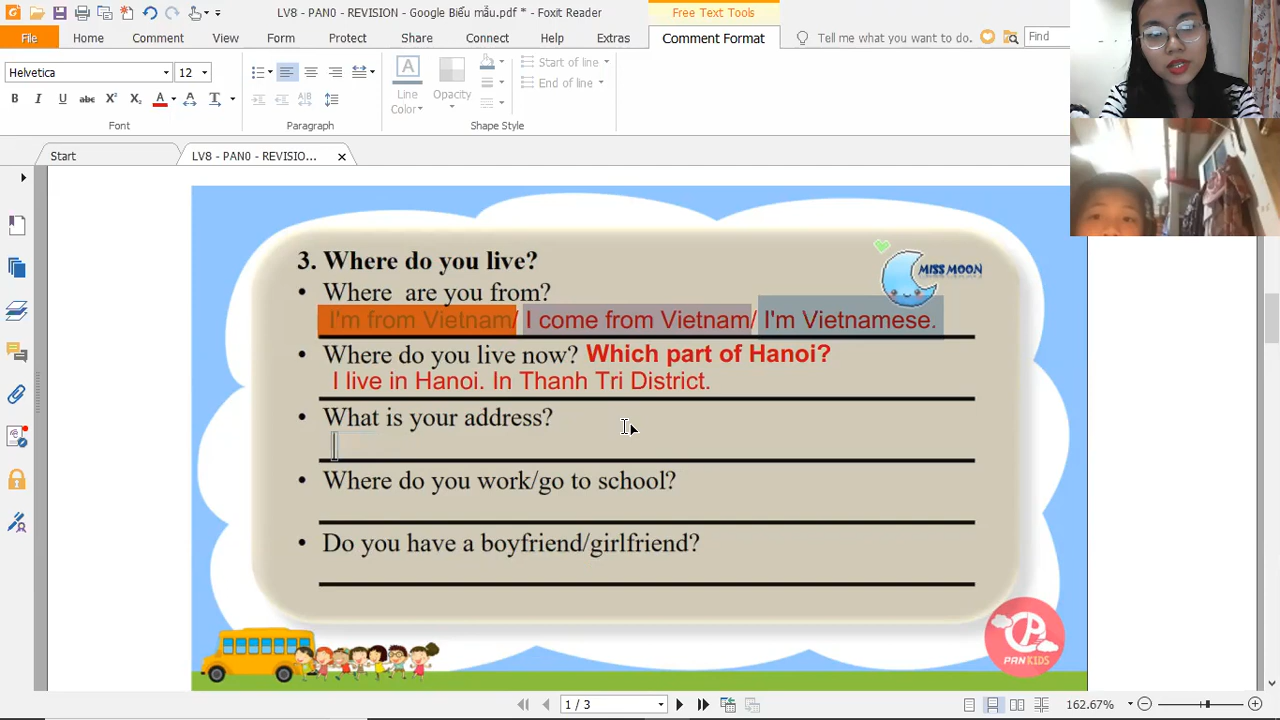 LV8 - PAN0 - REVISION - Google Biểu mẫu.pdf * - Foxit Reader
Free Text Tools
File Home Comment View Form Protect Share Connect Help Extras Comment Format Tell me what you want to do... Find
Helvetica 12
Line Color Opacity
Start of line
End of line
Font Paragraph Shape Style
Start LV8 - PAN0 - REVISIO...
3. Where do you live?
MISS MOON
• Where are you from?
I'm from Vietnam/ I come from Vietnam/ I'm Vietnamese.
• Where do you live now? Which part of Hanoi?
I live in Hanoi. In Thanh Tri District.
• What is your address?
• Where do you work/go to school?
• Do you have a boyfriend/girlfriend?
PAN KIDS
1 / 3 162.67%